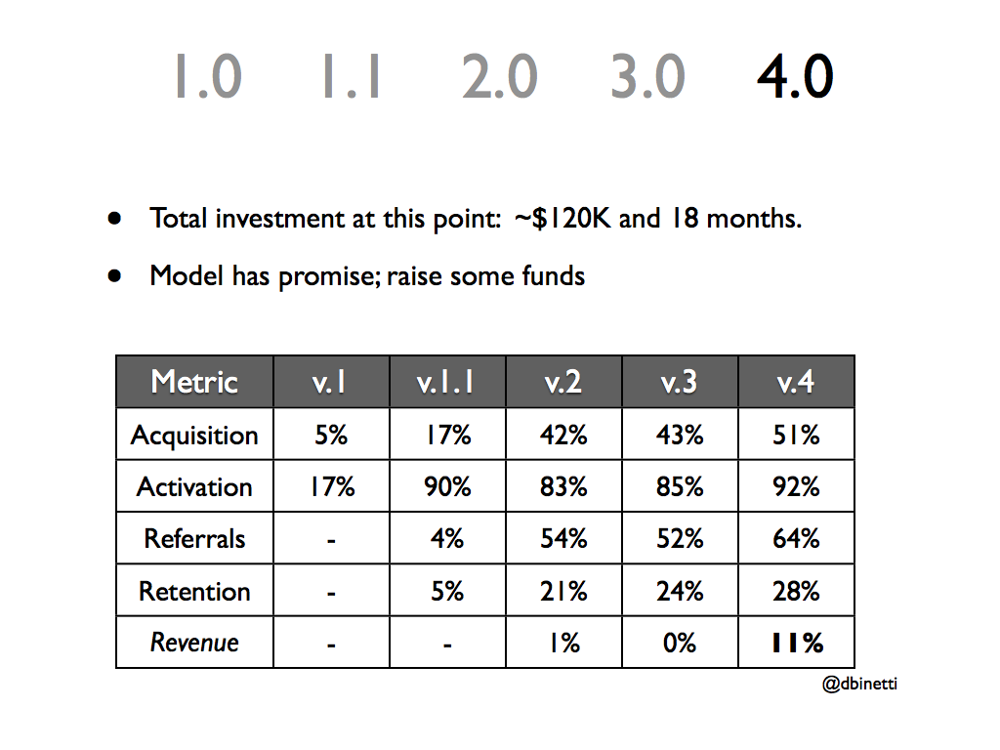 1.0 1.1 2.0 3.0 4.0
• Total investment at this point: ~$120K and 18 months.
• Model has promise; raise some funds
Metric v.1 v.1.1 v.2 v.3 v.4
Acquisition 5% 17% 42% 43% 51%
Activation 17% 90% 83% 85% 92%
Referrals - 4% 54% 52% 64%
Retention - 5% 21% 24% 28%
Revenue - - 1% 0% 11%
@dbinetti